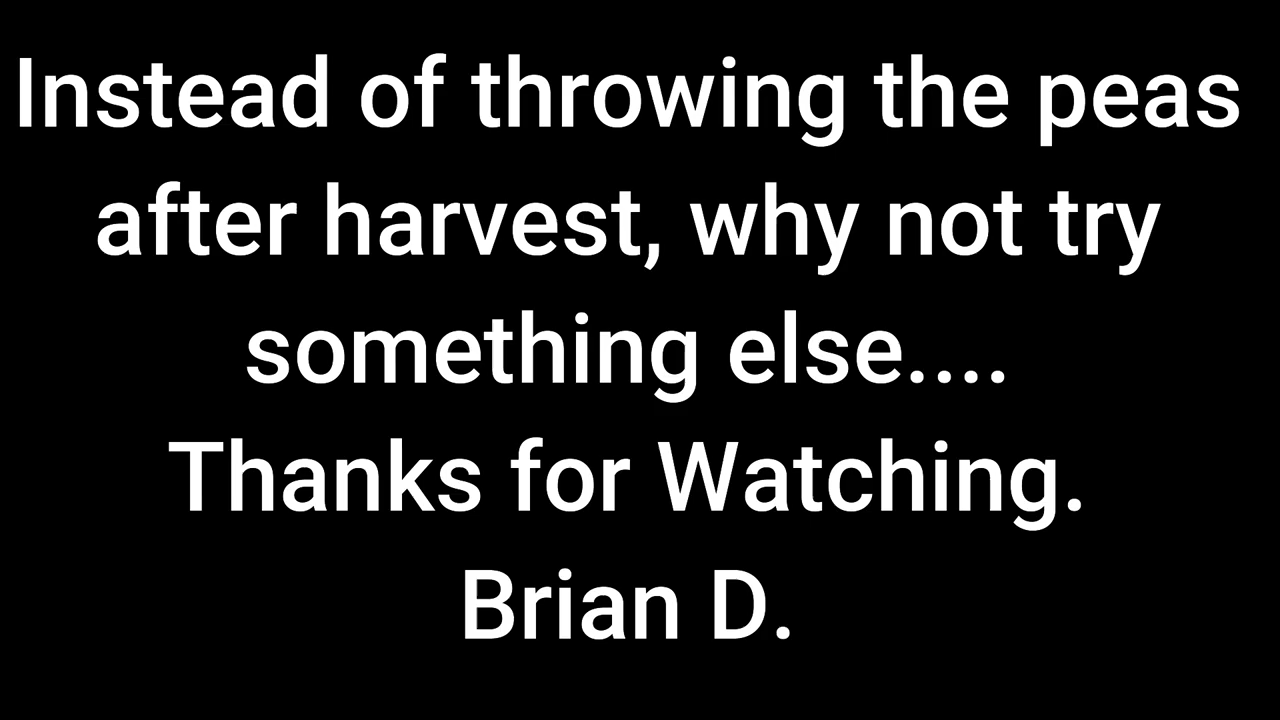 Instead of throwing the peas
after harvest, why not try
something else....
Thanks for Watching.
Brian D.